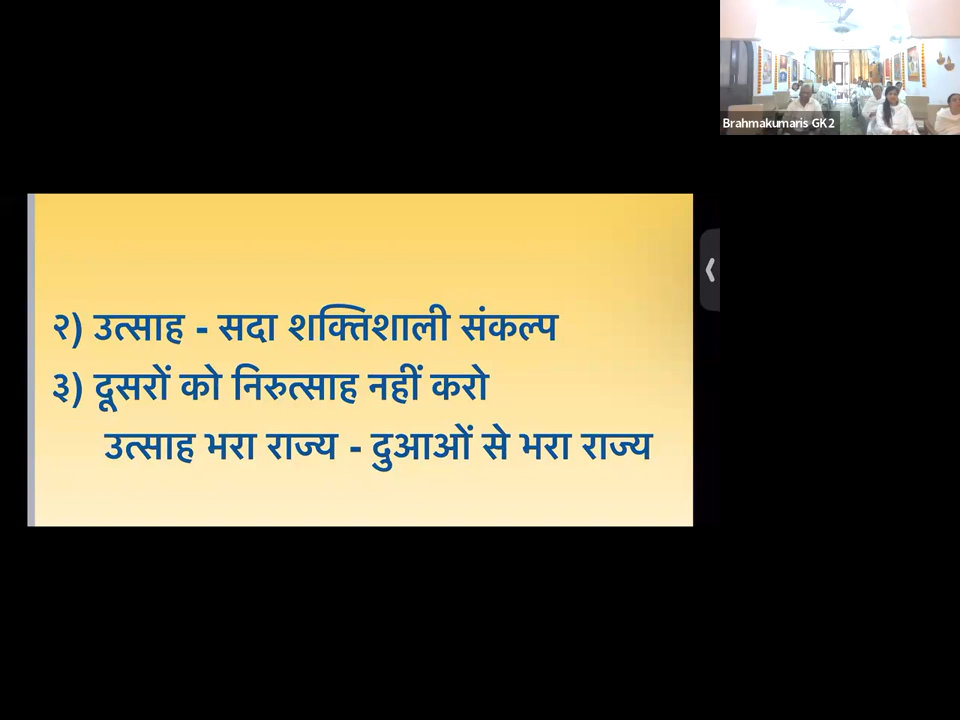 Brahmakumaris GK2
२) उत्साह - सदा शक्तिशाली संकल्प
३) दूसरों को निरुत्साह नहीं करो
उत्साह भरा राज्य - दुआओं से भरा राज्य